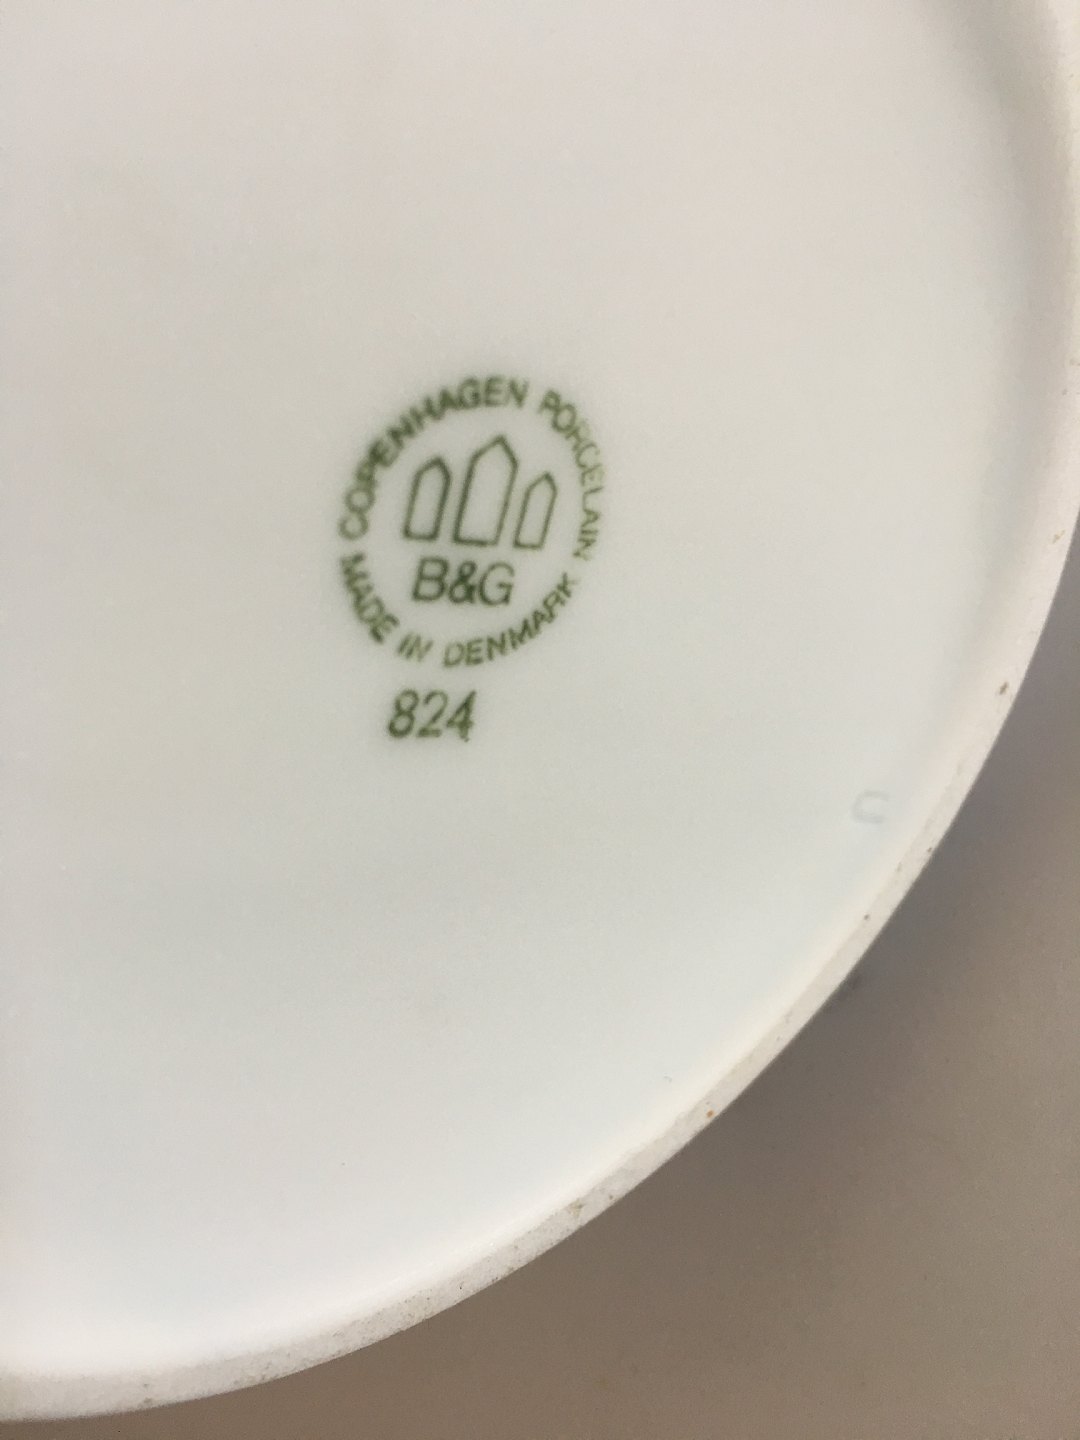 COPENHAGEN PORCELAIN
B&G
MADE IN DENMARK
824